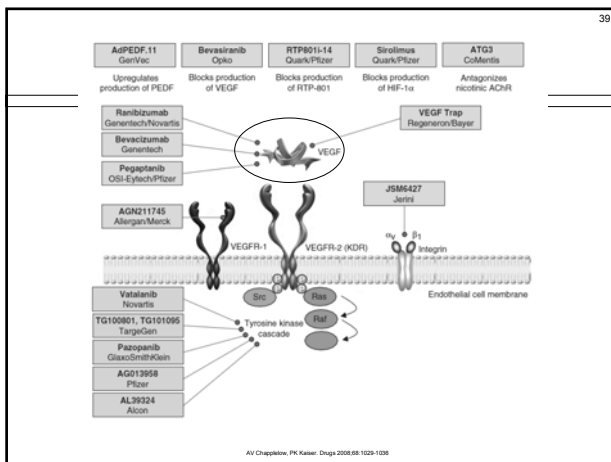 39
AdPEDF.11
GenVec
Upregulates
production of PEDF
Bevasiranib
Opko
Blocks production
of VEGF
RTP801i-14
Quark/Pfizer
Blocks production
of RTP-801
Sirolimus
Quark/Pfizer
Blocks production
of HIF-1α
ATG3
CoMentis
Antagonizes
nicotinic AChR
Ranibizumab
Genentech/Novartis
Bevacizumab
Genentech
Pegaptanib
OSI-Eytech/Pfizer
VEGF
VEGF Trap
Regeneron/Bayer
AGN211745
Allergan/Merck
VEGFR-1
VEGFR-2 (KDR)
JSM6427
Jerini
αv β1
Integrin
Endothelial cell membrane
Src
Ras
Raf
Tyrosine kinase
cascade
Vatalanib
Novartis
TG100801, TG101095
TargeGen
Pazopanib
GlaxoSmithKlein
AG013958
Pfizer
AL39324
Alcon
AV Chappelow, PK Kaiser. Drugs 2008;68:1029-1036